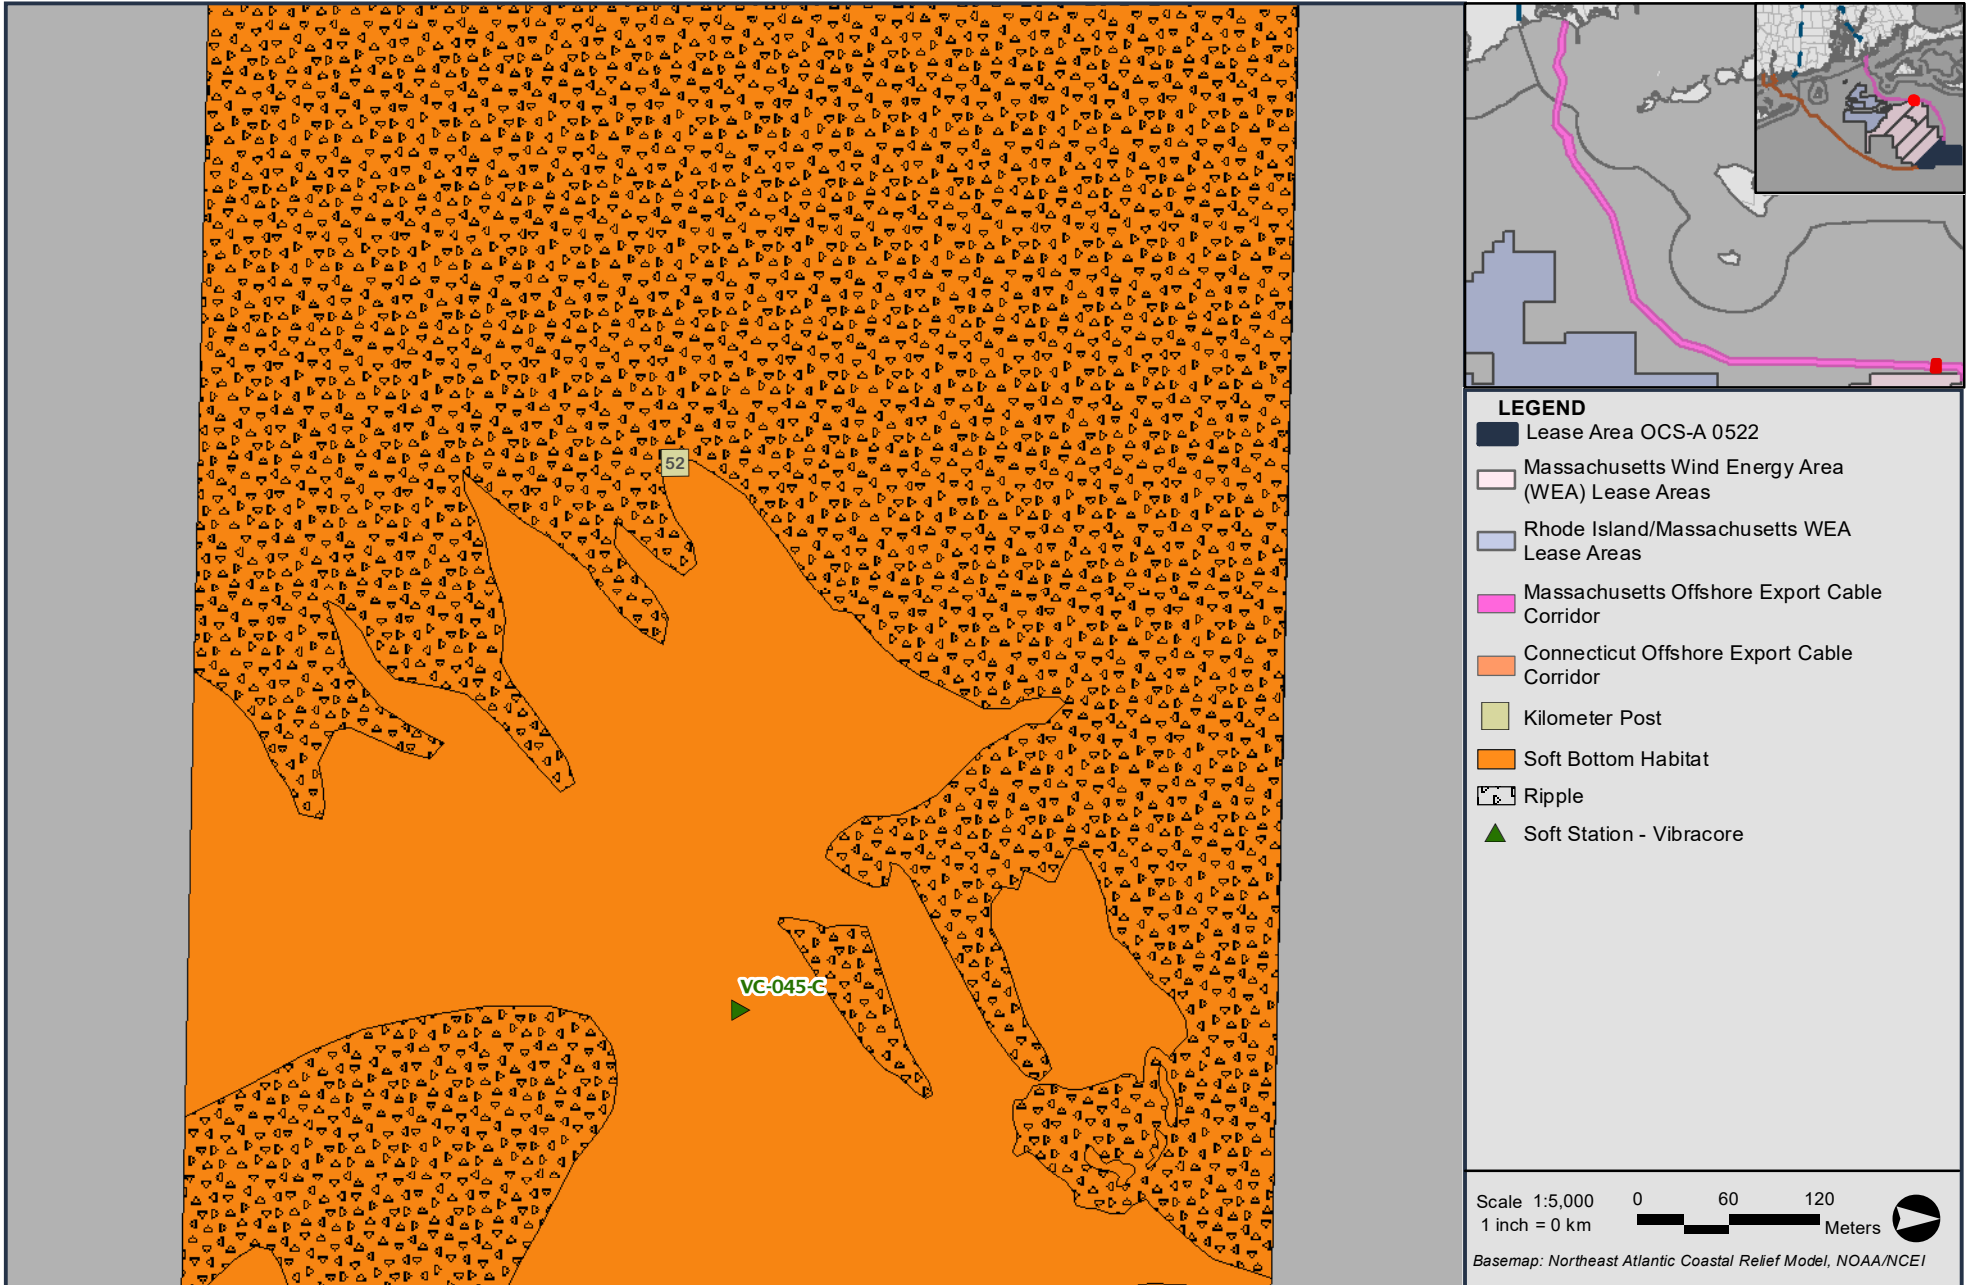 52
VC-045-C
LEGEND
Lease Area OCS-A 0522
Massachusetts Wind Energy Area
(WEA) Lease Areas
Rhode Island/Massachusetts WEA
Lease Areas
Massachusetts Offshore Export Cable
Corridor
Connecticut Offshore Export Cable
Corridor
Kilometer Post
Soft Bottom Habitat
Ripple
Soft Station - Vibracore
Scale 1:5,000
1 inch = 0 km
0 60 120
Meters
Basemap: Northeast Atlantic Coastal Relief Model, NOAA/NCEI